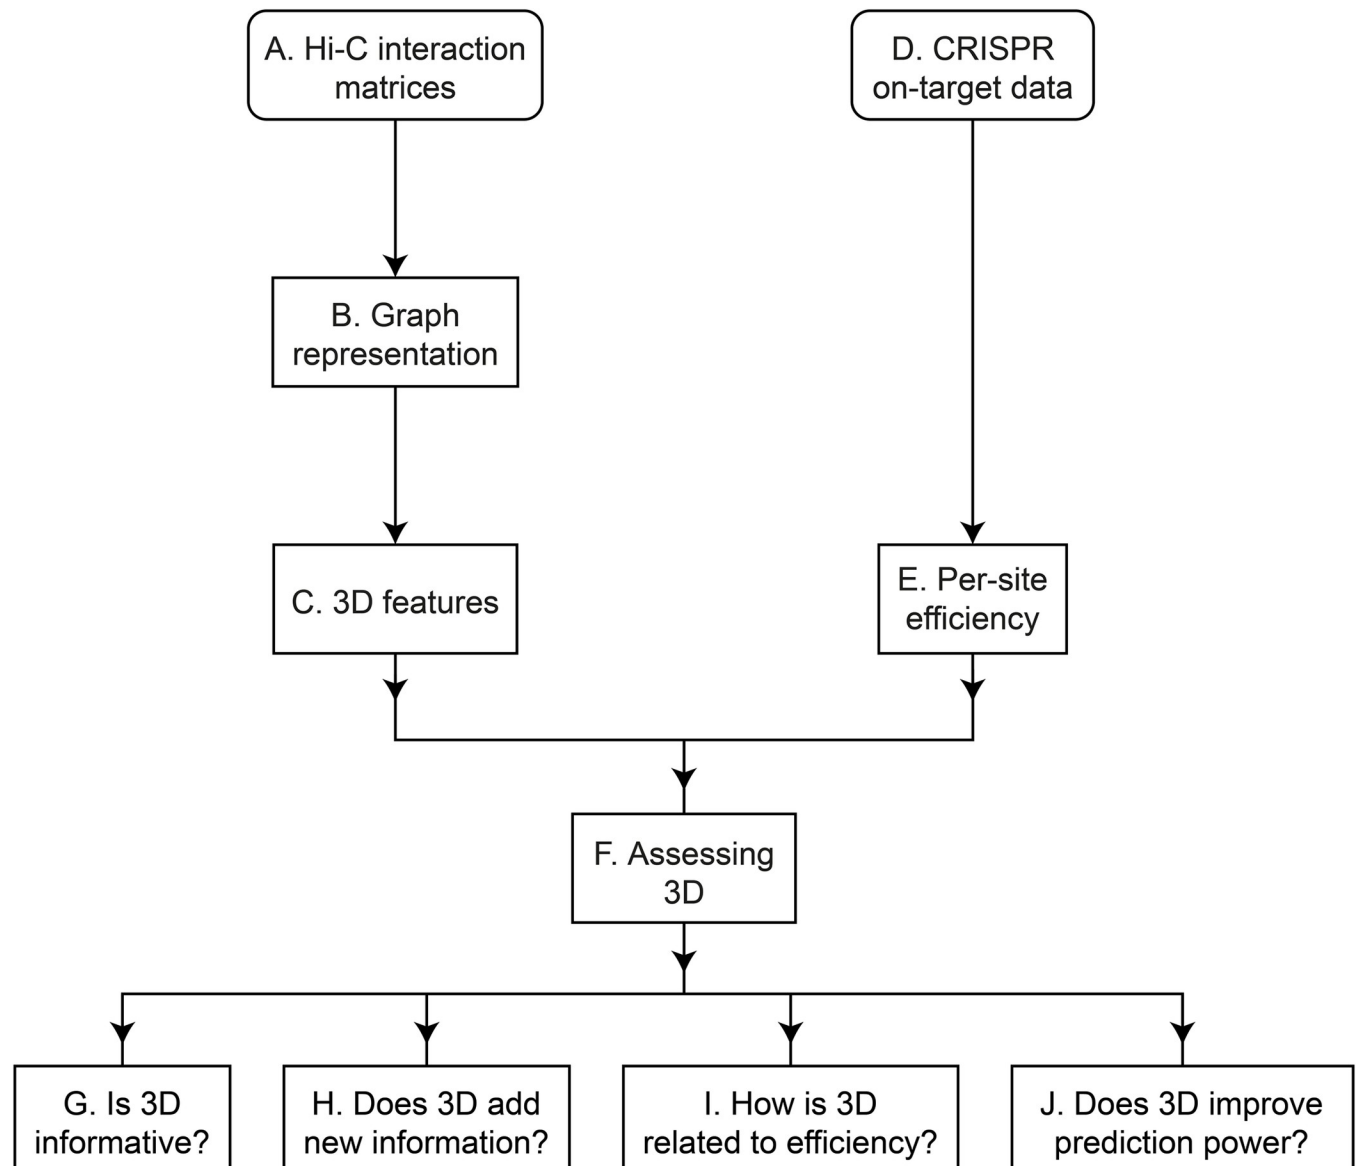 A. Hi-C interaction
matrices
D. CRISPR
on-target data
B. Graph
representation
C. 3D features
E. Per-site
efficiency
F. Assessing
3D
G. Is 3D
informative?
H. Does 3D add
new information?
I. How is 3D
related to efficiency?
J. Does 3D improve
prediction power?